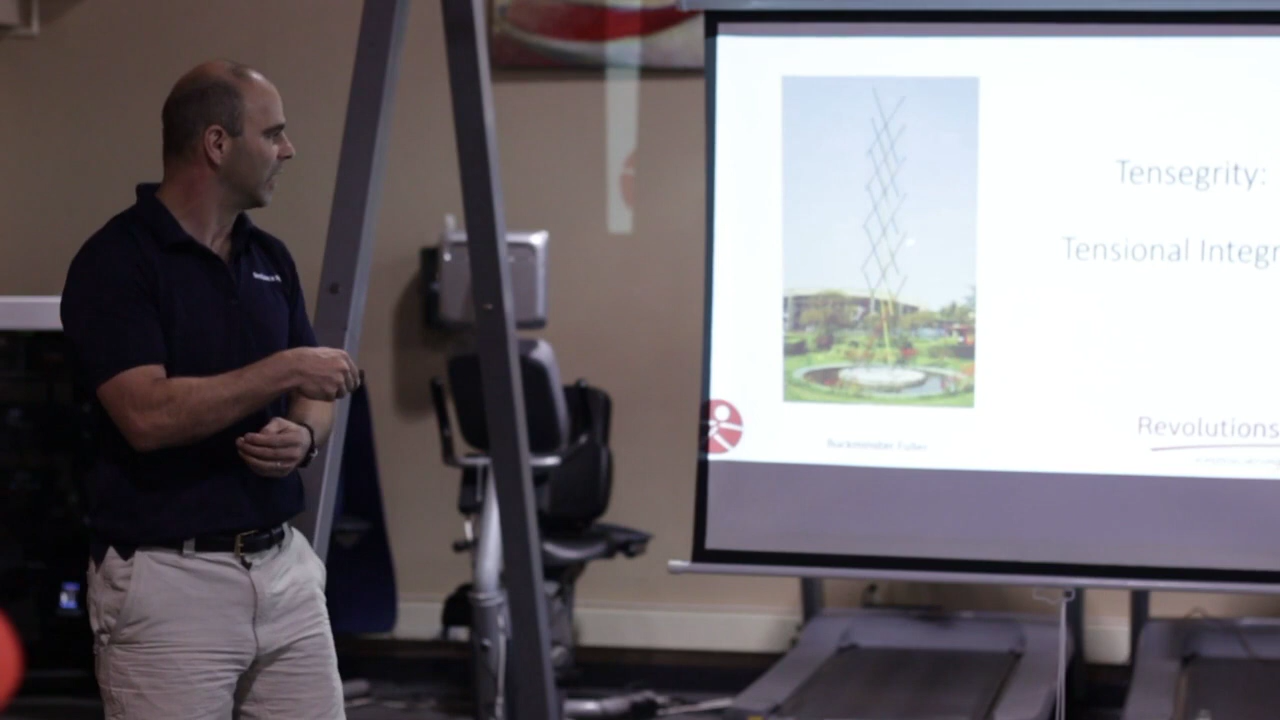 Tensegrity:
Tensional Integr
Buckminster Fuller
Revolutions